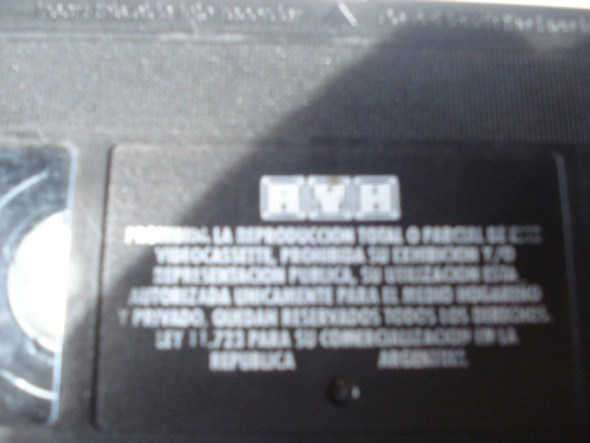 AVH
PROHIBIDA LA REPRODUCCION TOTAL O PARCIAL DE ESTE
VIDEOCASSETTE, PROHIBIDA SU EXHIBICION Y/O
REPRESENTACION PUBLICA, SU UTILIZACION ESTA
AUTORIZADA UNICAMENTE PARA EL MEDIO HOGAREÑO
Y PRIVADO, QUEDAN RESERVADOS TODOS LOS DERECHOS.
LEY 11.723 PARA SU COMERCIALIZACION EN LA
REPUBLICA ARGENTINA.